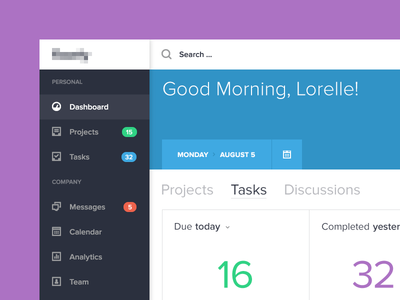 Search ...
PERSONAL
Dashboard
Projects 15
Tasks 32
COMPANY
Messages 5
Calendar
Analytics
Team
Good Morning, Lorelle!
MONDAY AUGUST 5
Projects Tasks Discussions
Due today
16
Completed yester
32